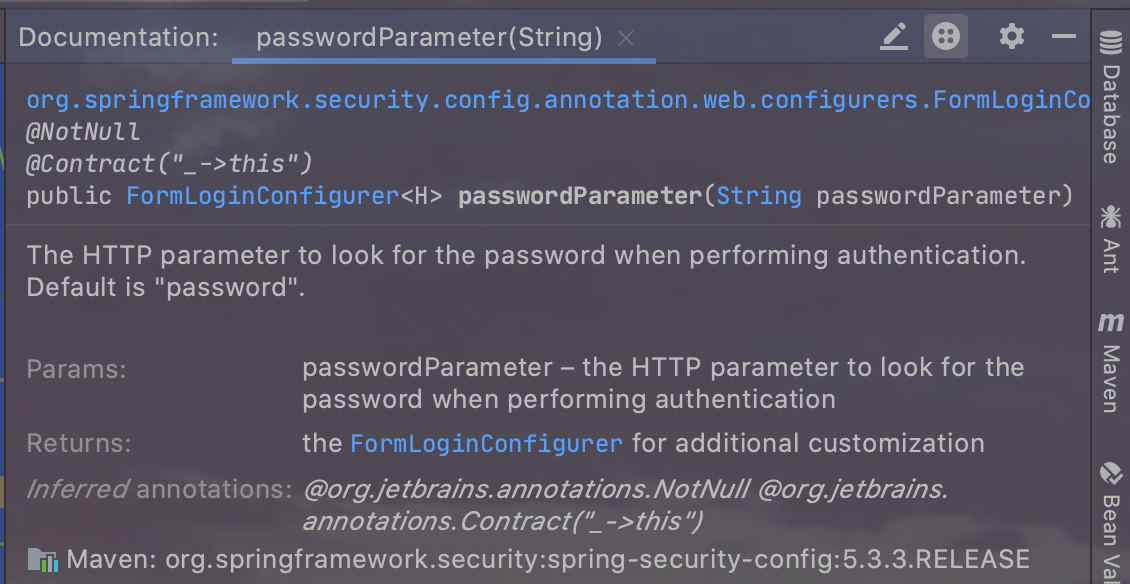 Documentation: passwordParameter(String)
org.springframework.security.config.annotation.web.configurers.FormLoginCo
@NotNull
@Contract("_->this")
public FormLoginConfigurer<H> passwordParameter(String passwordParameter)
The HTTP parameter to look for the password when performing authentication.
Default is "password".
Params: passwordParameter – the HTTP parameter to look for the
password when performing authentication
Returns: the FormLoginConfigurer for additional customization
Inferred annotations: @org.jetbrains.annotations.NotNull @org.jetbrains.
annotations.Contract("_->this")
Maven: org.springframework.security:spring-security-config:5.3.3.RELEASE
Database
Ant
m Maven
Bean Val